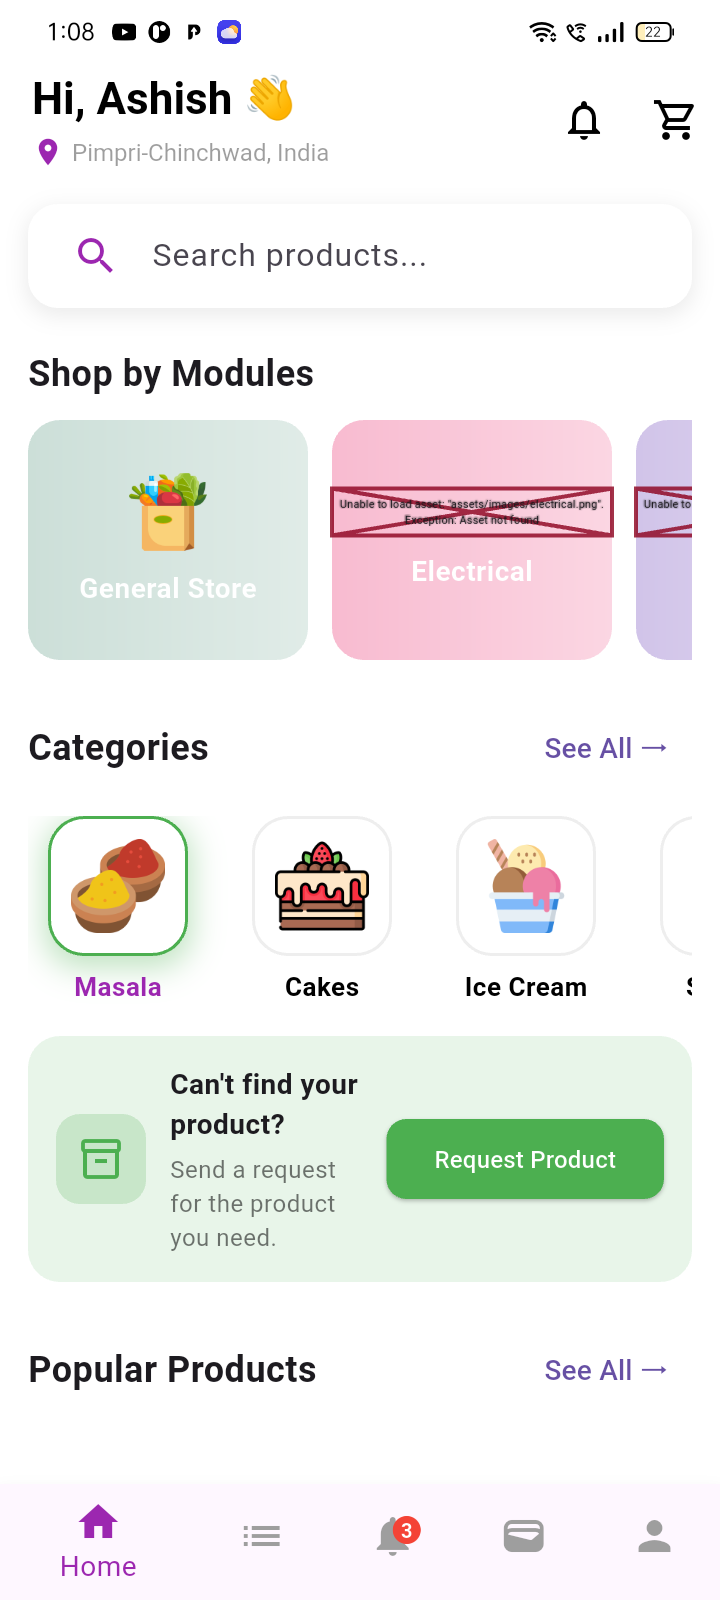 1:08
22
Hi, Ashish 👋
Pimpri-Chinchwad, India
Search products...
Shop by Modules
Unable to load asset: "assets/images/electrical.png".
Exception: Asset not found
Unable to
General Store
Electrical
Categories
See All →
Masala
Cakes
Ice Cream
Can't find your
product?
Send a request
for the product
you need.
Request Product
Popular Products
See All →
3
Home